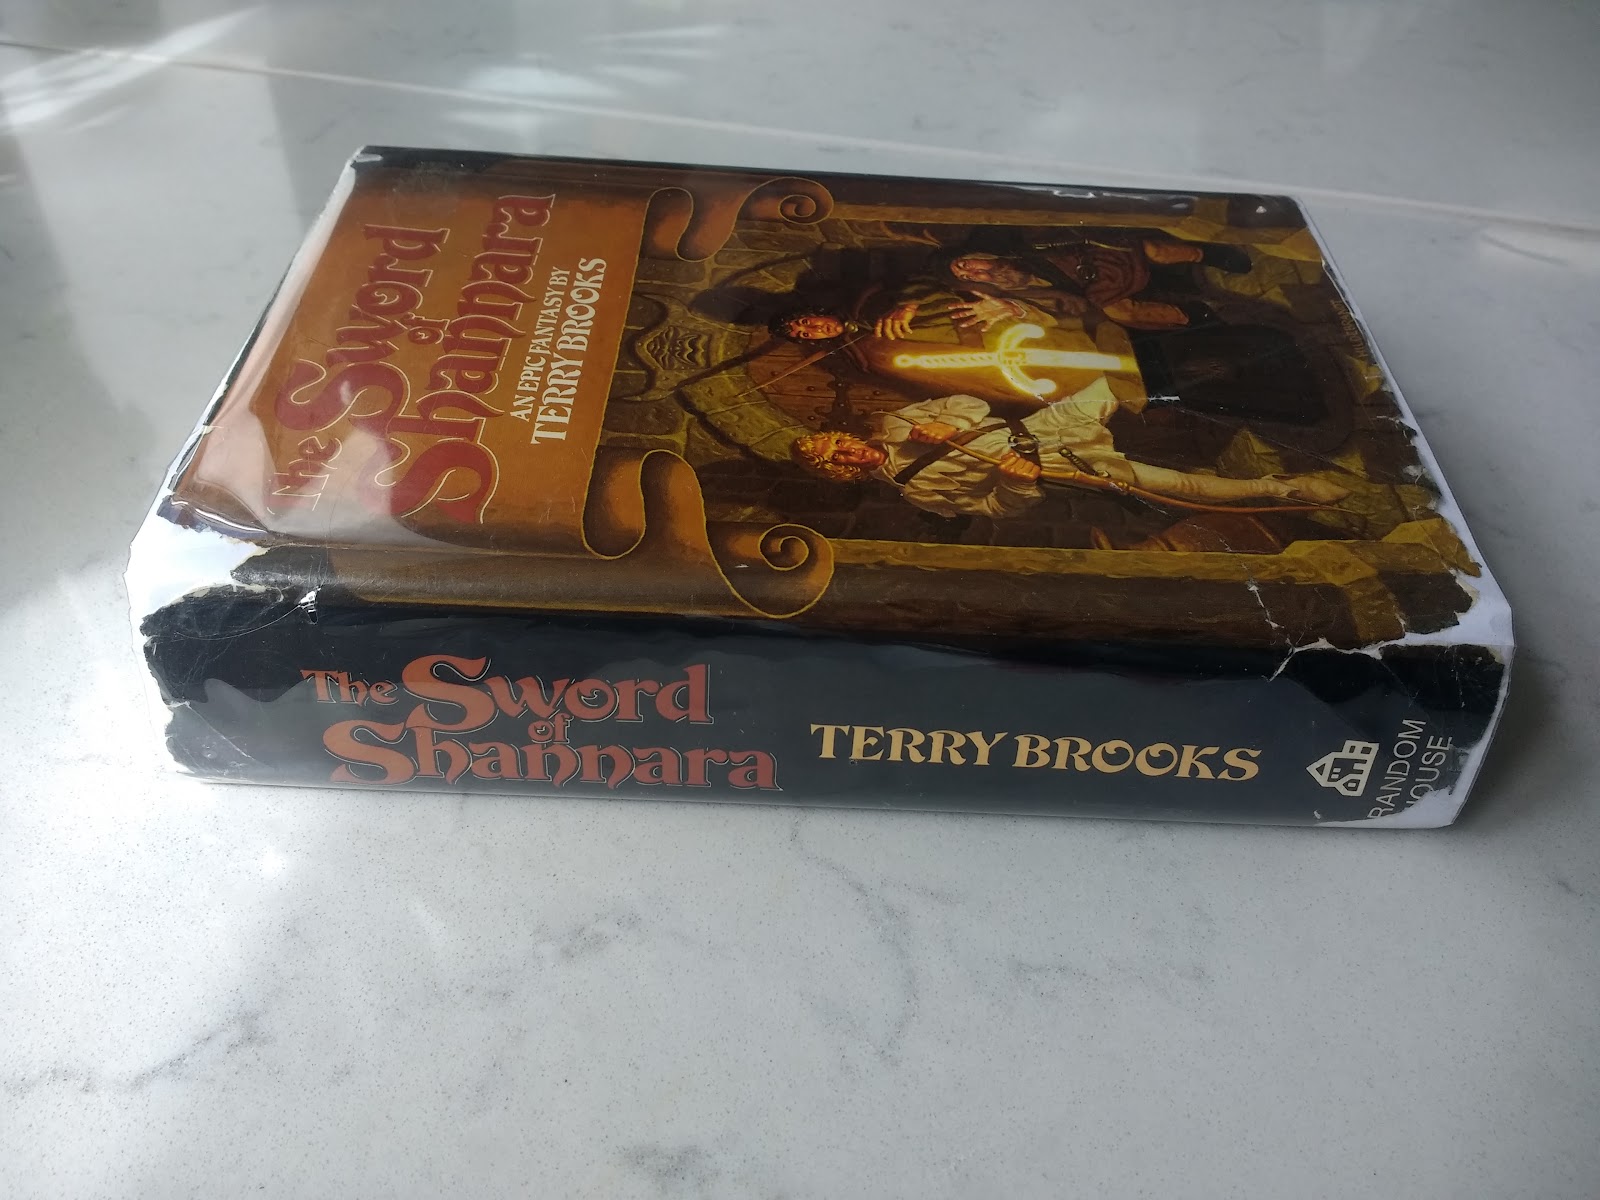 The Sword
of
Shannara
AN EPIC FANTASY BY
TERRY BROOKS
The Sword
of
Shannara
TERRY BROOKS
RANDOM
HOUSE